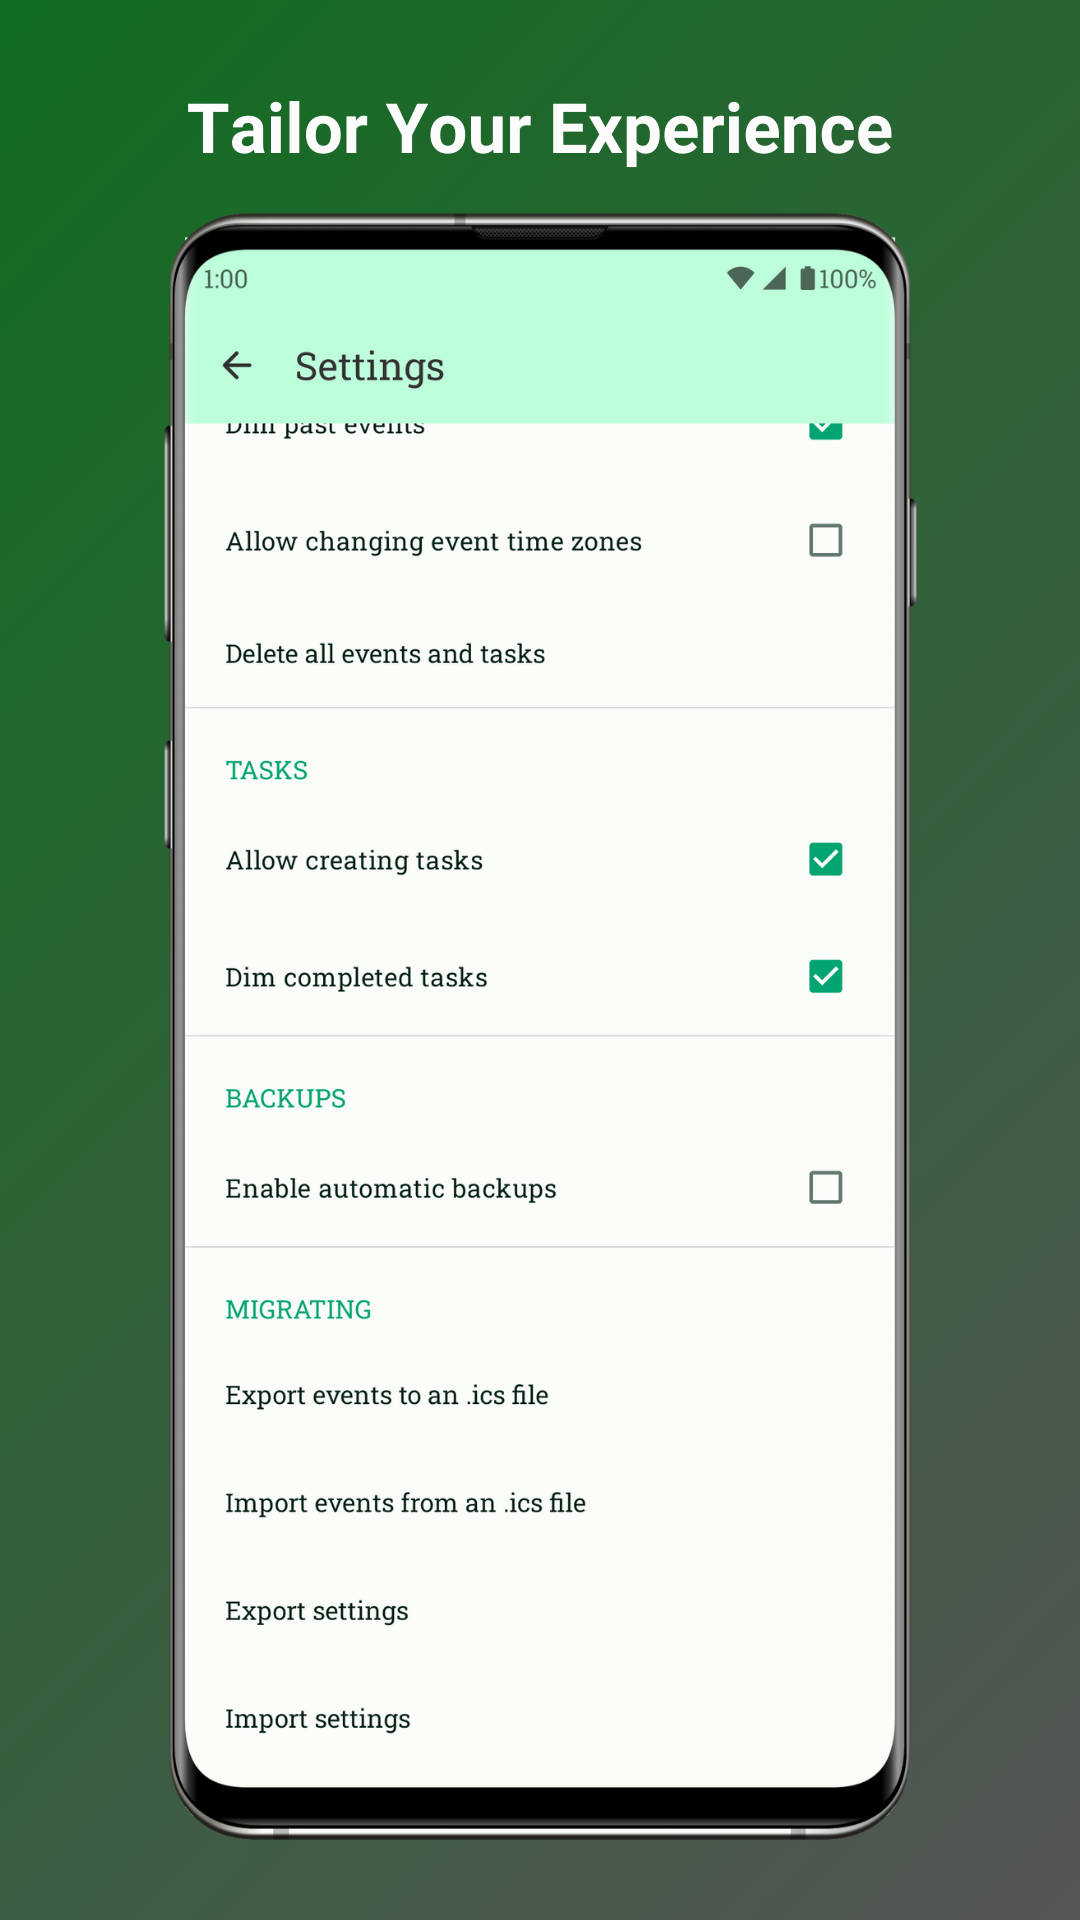 Tailor Your Experience
1:00
100%
Settings
Dim past events
Allow changing event time zones
Delete all events and tasks
TASKS
Allow creating tasks
Dim completed tasks
BACKUPS
Enable automatic backups
MIGRATING
Export events to an .ics file
Import events from an .ics file
Export settings
Import settings